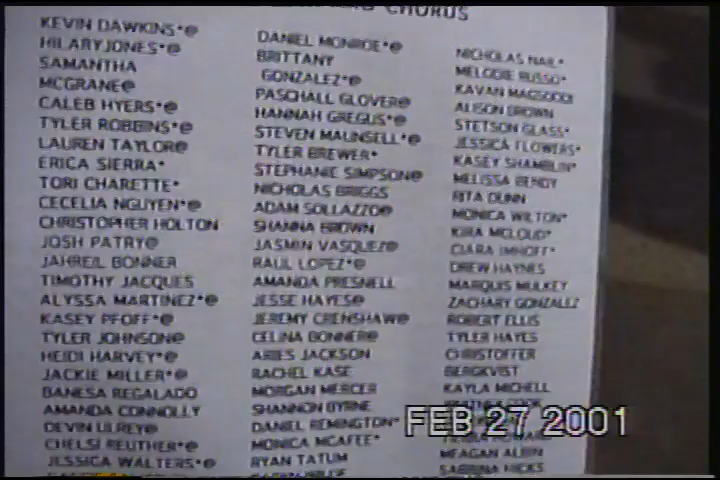 CHORUS
KEVIN DAWKINS*@
HILARY JONES*@
SAMANTHA
MCGRANE@
CALEB HYERS*@
TYLER ROBBINS*@
LAUREN TAYLOR@
ERICA SIERRA*
TORI CHARETTE*
CECELIA NGUYEN*@
CHRISTOPHER HOLTON
JOSH PATRY@
JAHREIL BONNER
TIMOTHY JACQUES
ALYSSA MARTINEZ*@
KASEY PFOFF*@
TYLER JOHNSON@
HEIDI HARVEY*@
JACKIE MILLER*@
BANESA REGALADO
AMANDA CONNOLLY
DEVIN ULREY@
CHELSI REUTHER*@
JESSICA WALTERS*@
DANIEL MONROE*@
BRITTANY
GONZALEZ*@
PASCHALL GLOVER@
HANNAH GREGUS*@
STEVEN MAUNSELL*@
TYLER BREWER*
STEPHANIE SIMPSON@
NICHOLAS BRIGGS
ADAM SOLLAZZO@
SHANNA BROWN
JASMIN VASQUEZ@
RAUL LOPEZ*@
AMANDA PRESNELL
JESSE HAYES@
JEREMY CRENSHAW@
CELINA BONNER@
ARIES JACKSON
RACHEL KASE
MORGAN MERCER
SHANNON BYRNE
DANIEL REMINGTON*
MONICA MCAFEE*
RYAN TATUM
NICHOLAS NAIL*
MELODIE RUSSO*
KAVAN
ALISON BROWN
STETSON GLASS*
JESSICA FLOWERS*
KASEY SHAMBLIN*
MELISSA BENDY
RITA DUNN
MONICA WILTON*
KIRA MCLOUD*
CIARA IMHOFF*
DREW HAYNES
MARQUIS MULKEY
ZACHARY GONZALEZ
ROBERT ELLIS
TYLER HAYES
CHRISTOFFER
BERGKVIST
KAYLA MICHELL
COOK
MEAGAN ALBIN
SABRINA HICKS
FEB 27 2001